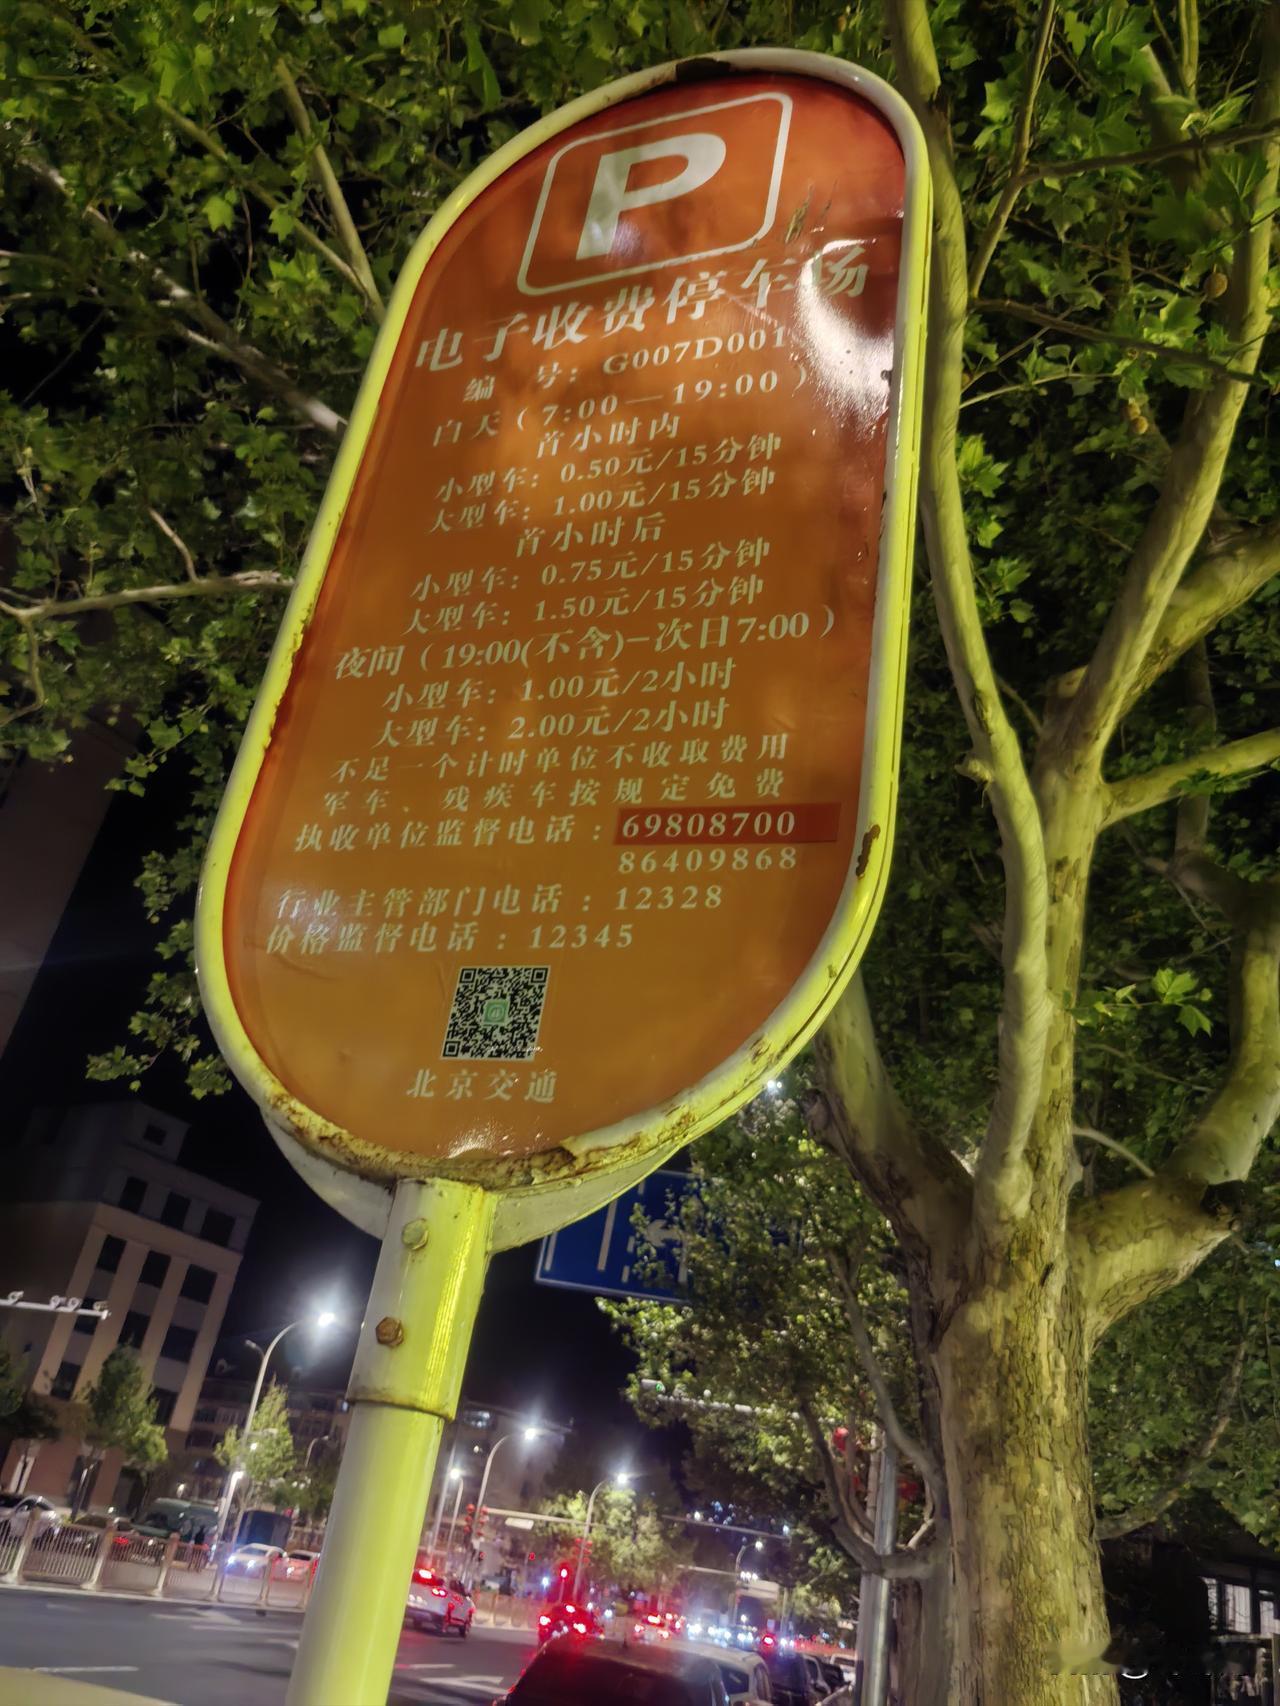 P
电子收费停车场
编 号：G007D001
白天（7:00—19:00）
首小时内
小型车：0.50元/15分钟
大型车：1.00元/15分钟
首小时后
小型车：0.75元/15分钟
大型车：1.50元/15分钟
夜间（19:00(不含)-次日7:00）
小型车：1.00元/2小时
大型车：2.00元/2小时
不足一个计时单位不收取费用
军车、残疾车按规定免费
执收单位监督电话：69808700
86409868
行业主管部门电话：12328
价格监督电话：12345
北京交通